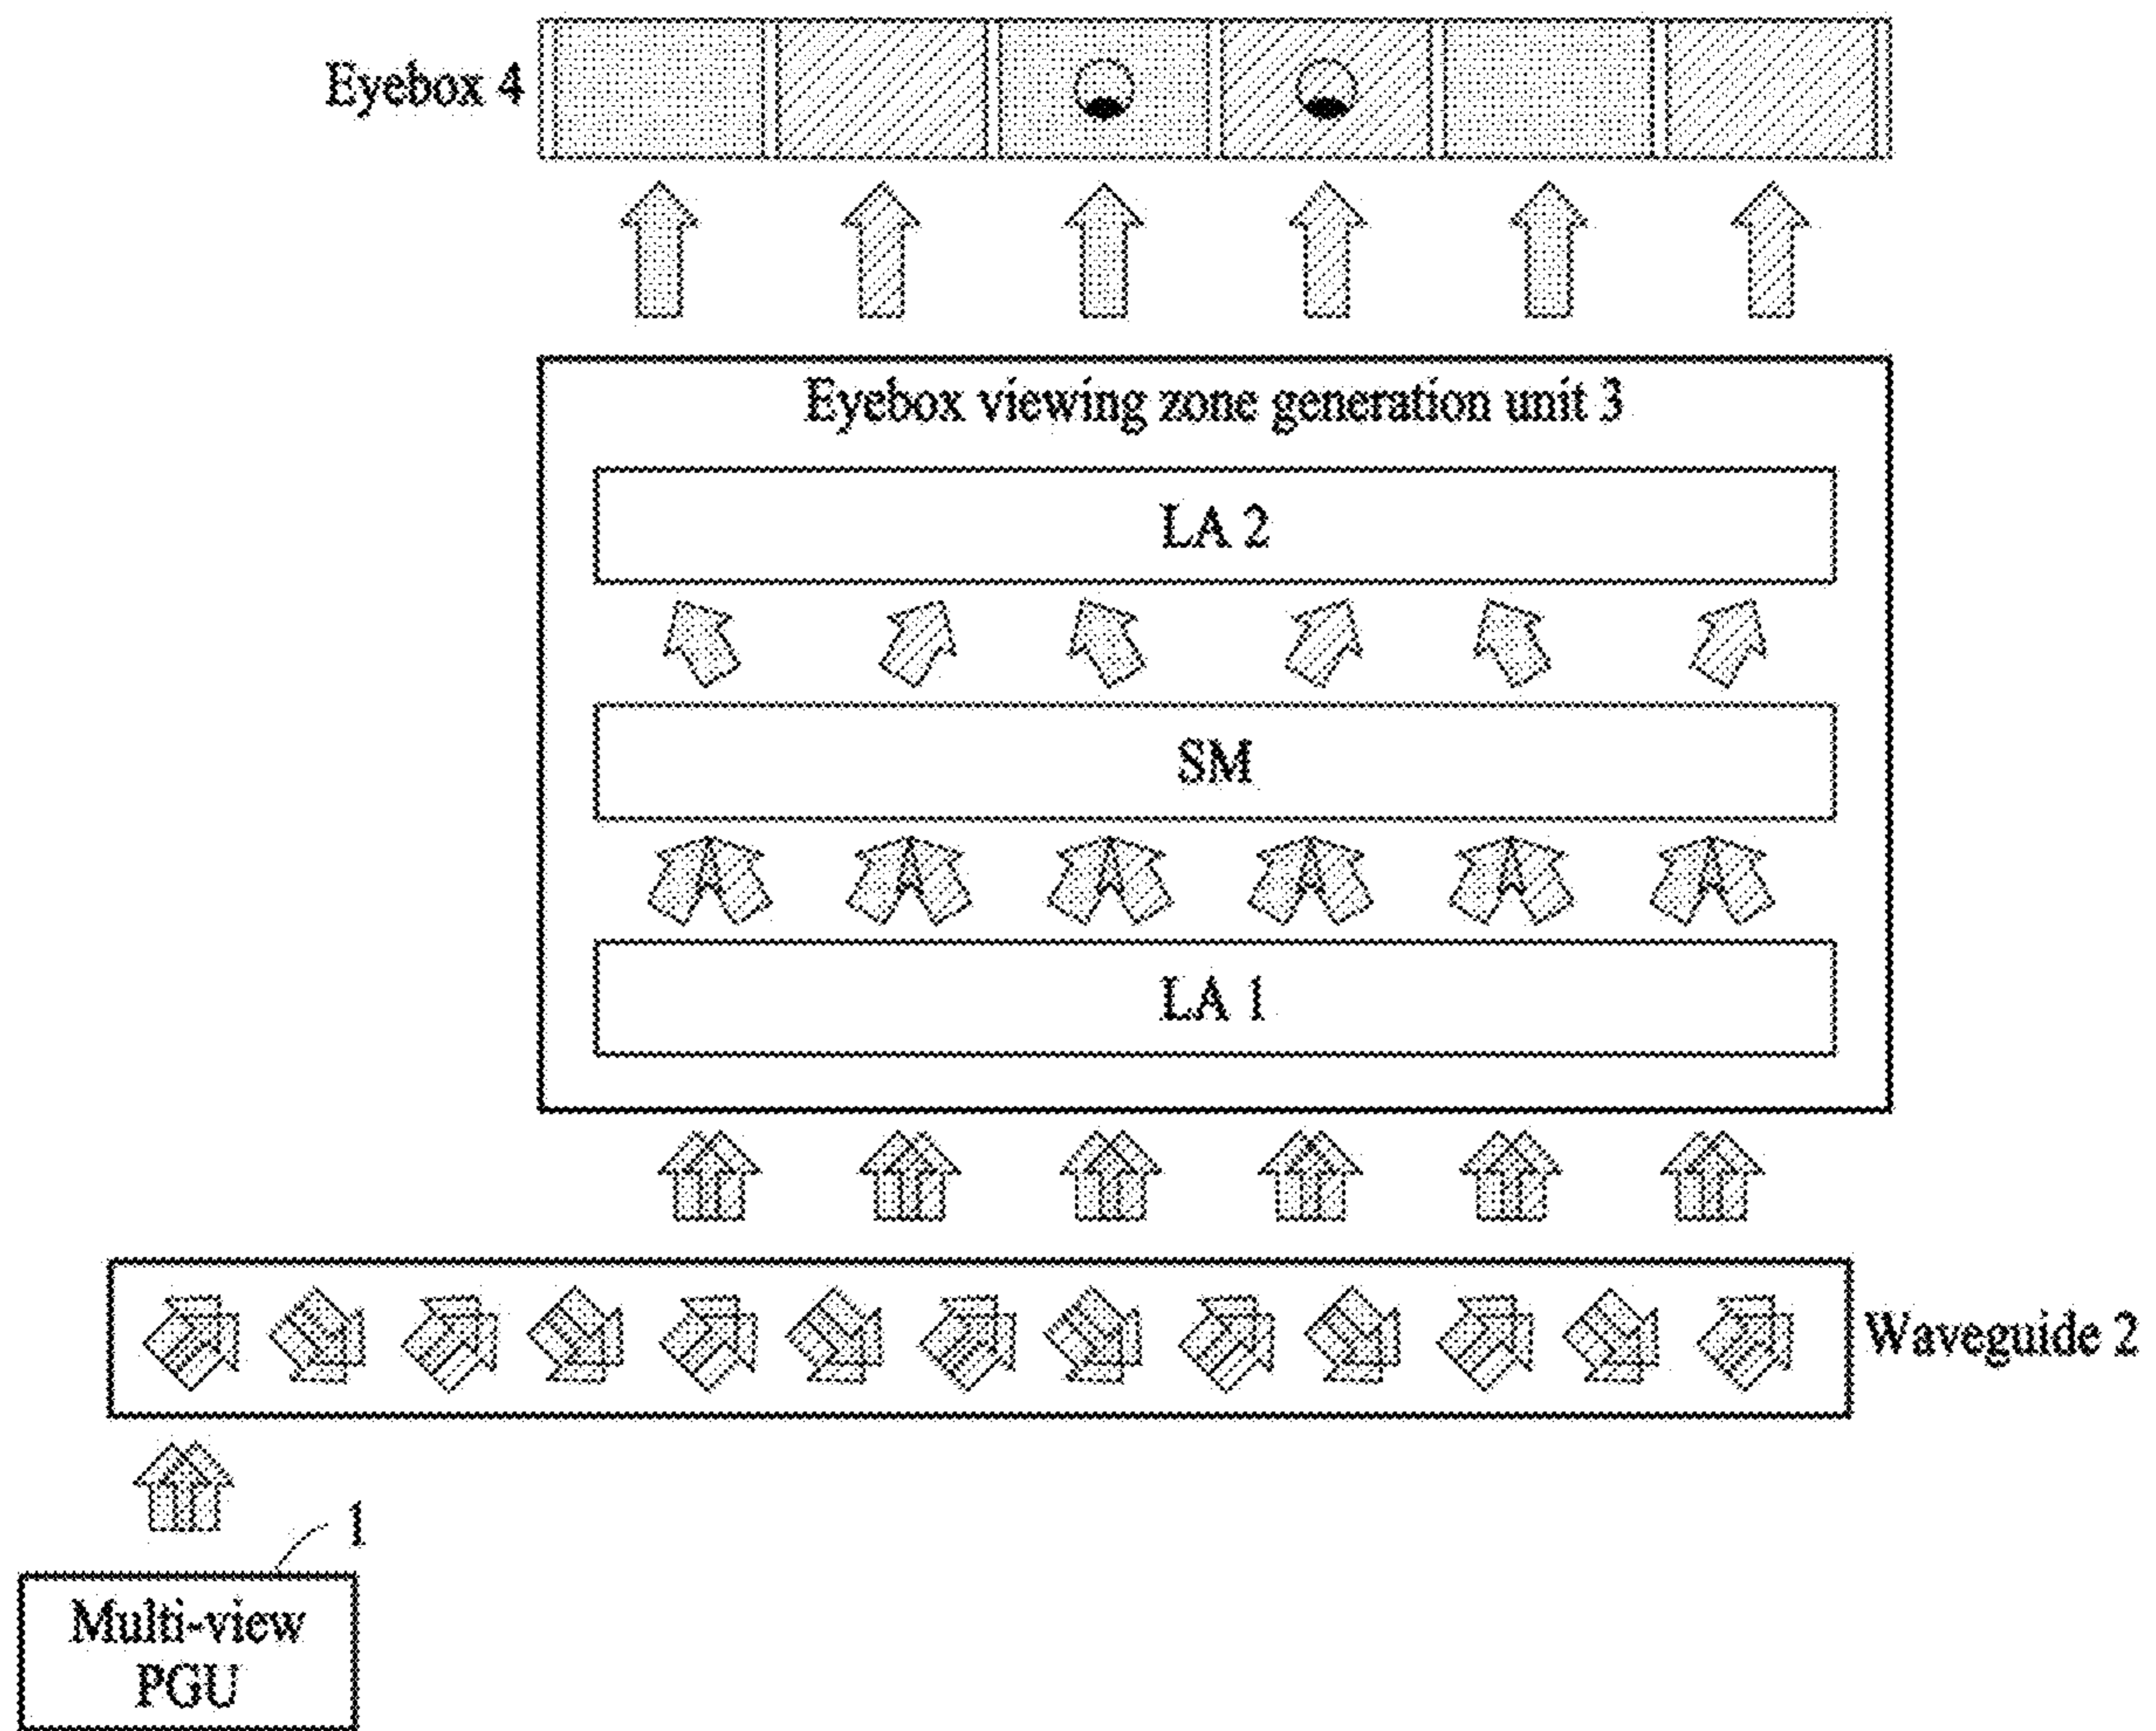 Eyebox 4
Eyebox viewing zone generation unit 3
LA 2
SM
LA 1
Waveguide 2
1
Multi-view
PGU